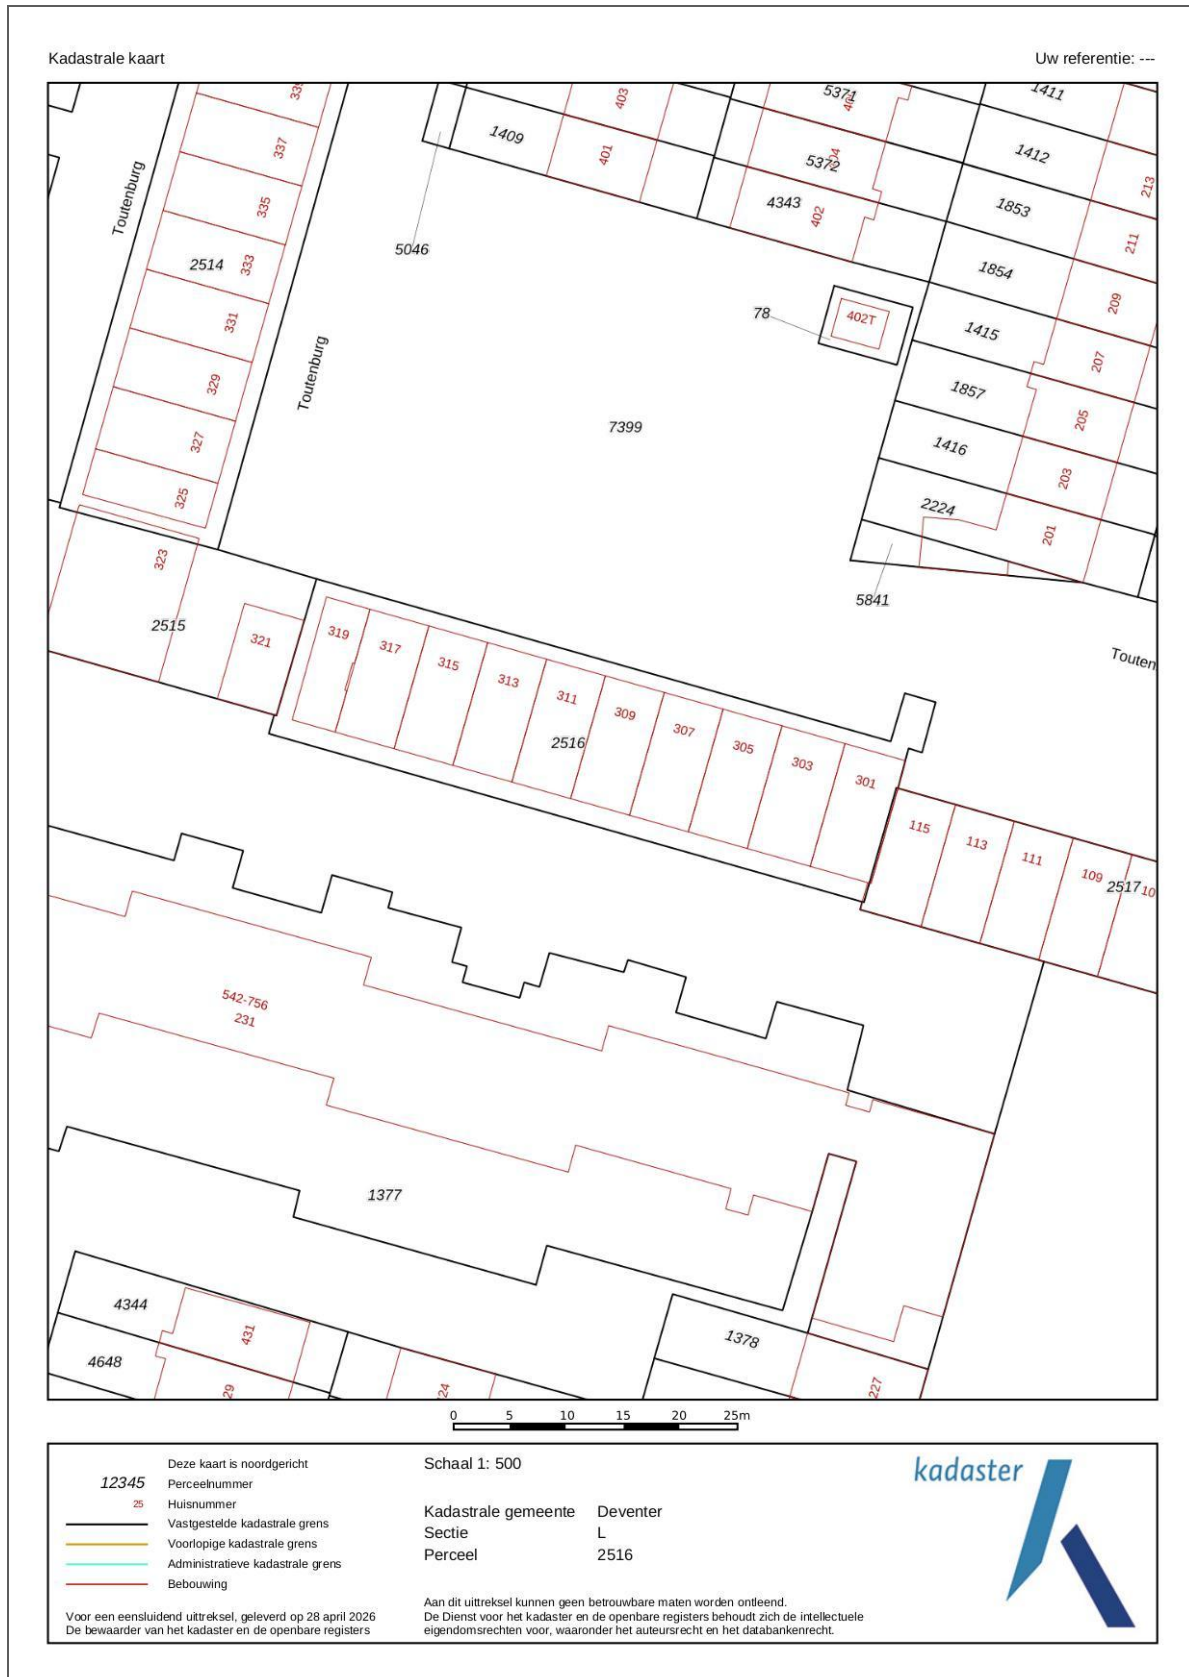 Kadastrale kaart
Uw referentie: ---
339
403
5371
1411
337
1409
401
5372
404
1412
213
Toutenburg
335
4343
402
1853
211
5046
2514
333
1854
209
78
402T
331
1415
207
Toutenburg
329
1857
205
7399
327
1416
203
325
2224
201
323
5841
2515
321
319
317
315
313
311
309
307
305
303
301
2516
Touten
115
113
111
109
2517
10
542-756
231
1377
4344
431
1378
4648
29
24
227
0 5 10 15 20 25m
Deze kaart is noordgericht
12345 Perceelnummer
25 Huisnummer
Vastgestelde kadastrale grens
Voorlopige kadastrale grens
Administratieve kadastrale grens
Bebouwing
Voor een eensluidend uittreksel, geleverd op 28 april 2026
De bewaarder van het kadaster en de openbare registers
Schaal 1: 500
Kadastrale gemeente Deventer
Sectie L
Perceel 2516
Aan dit uittreksel kunnen geen betrouwbare maten worden ontleend.
De Dienst voor het kadaster en de openbare registers behoudt zich de intellectuele
eigendomsrechten voor, waaronder het auteursrecht en het databankenrecht.
kadaster